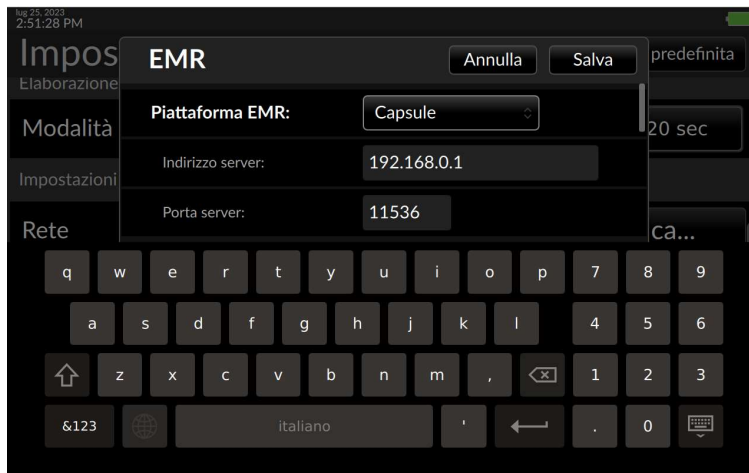 lug 25, 2023
2:51:28 PM
Impos
EMR
Annulla
Salva
predefinita
Elaborazione
Piattaforma EMR:
Capsule
Modalità
20 sec
Indirizzo server:
192.168.0.1
Impostazioni
Porta server:
11536
Rete
ca...
q w e r t y u i o p 7 8 9
a s d f g h j k l 4 5 6
z x c v b n m , 1 2 3
&123 italiano ' . 0